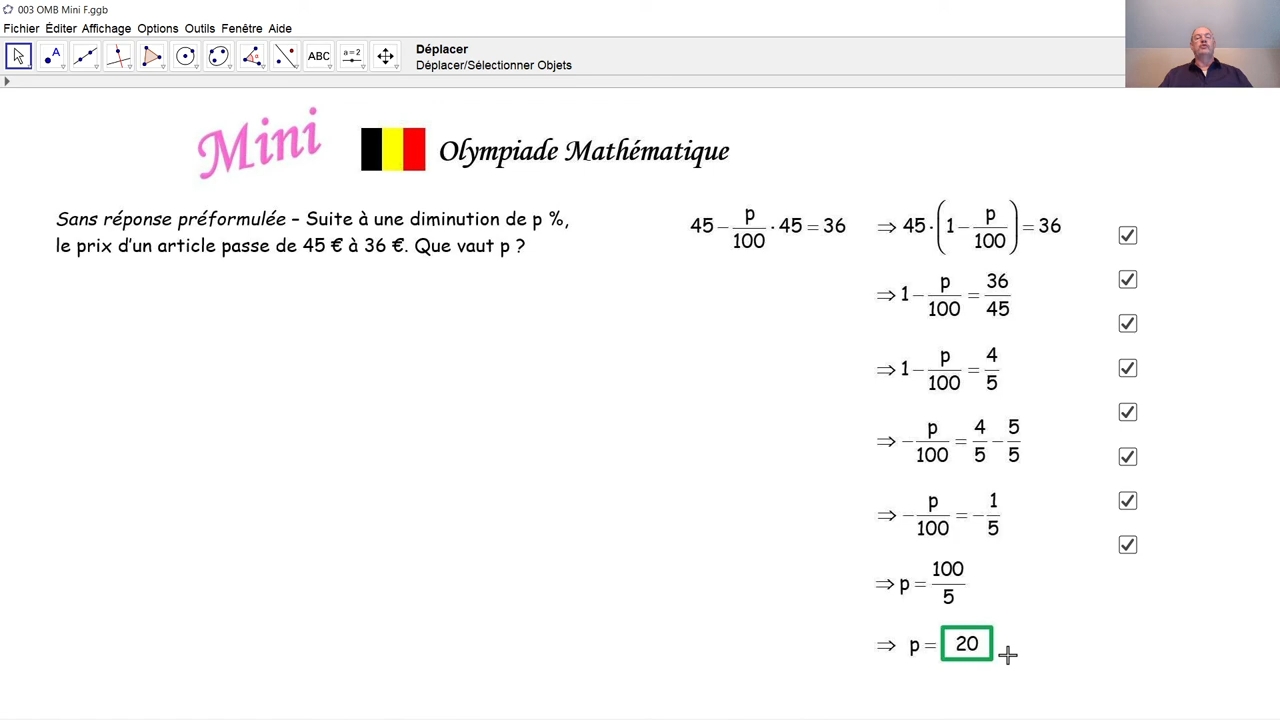 003 OMB Mini F.ggb
Fichier Éditer Affichage Options Outils Fenêtre Aide
A ABC a=2
Déplacer
Déplacer/Sélectionner Objets
Mini
Olympiade Mathématique
Sans réponse préformulée – Suite à une diminution de p %,
le prix d’un article passe de 45 € à 36 €. Que vaut p ?
45 − p/100 · 45 = 36 ⇒ 45 · (1 − p/100) = 36
⇒ 1 − p/100 = 36/45
⇒ 1 − p/100 = 4/5
⇒ − p/100 = 4/5 − 5/5
⇒ − p/100 = − 1/5
⇒ p = 100/5
⇒ p = 20